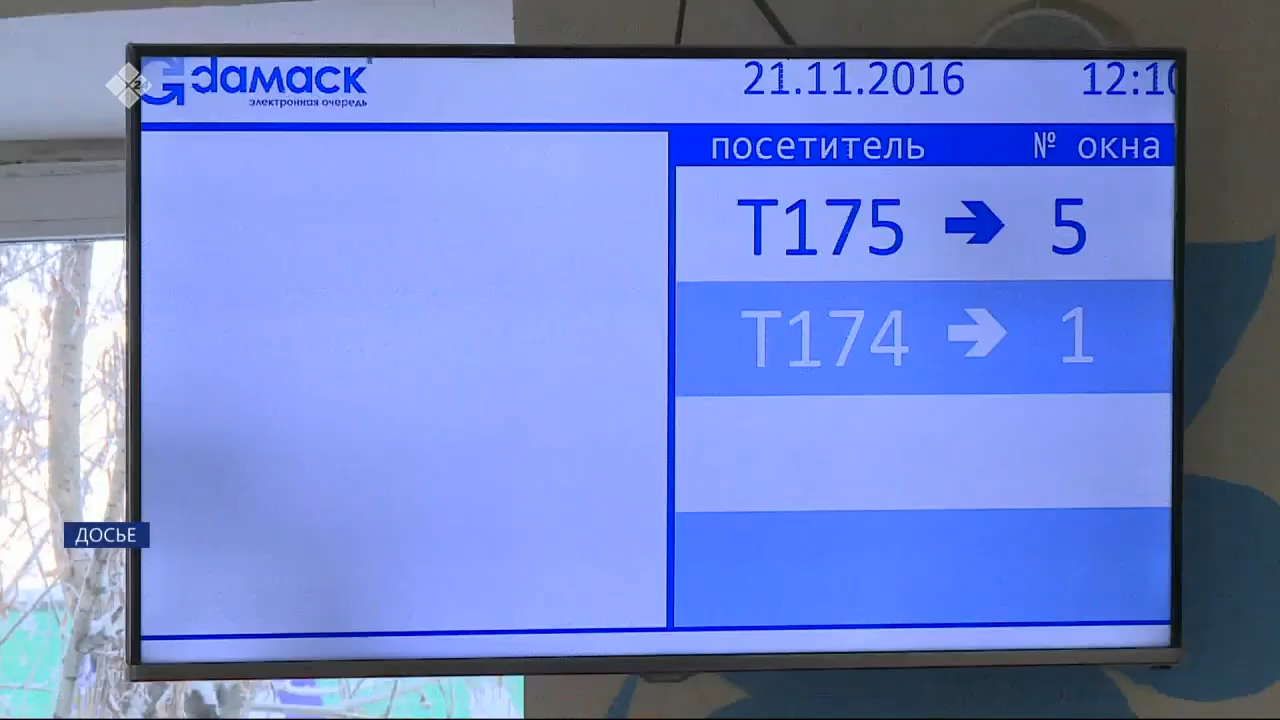 дамаск
электронная очередь
21.11.2016 12:10
посетитель № окна
Т175 5
Т174 1
ДОСЬЕ